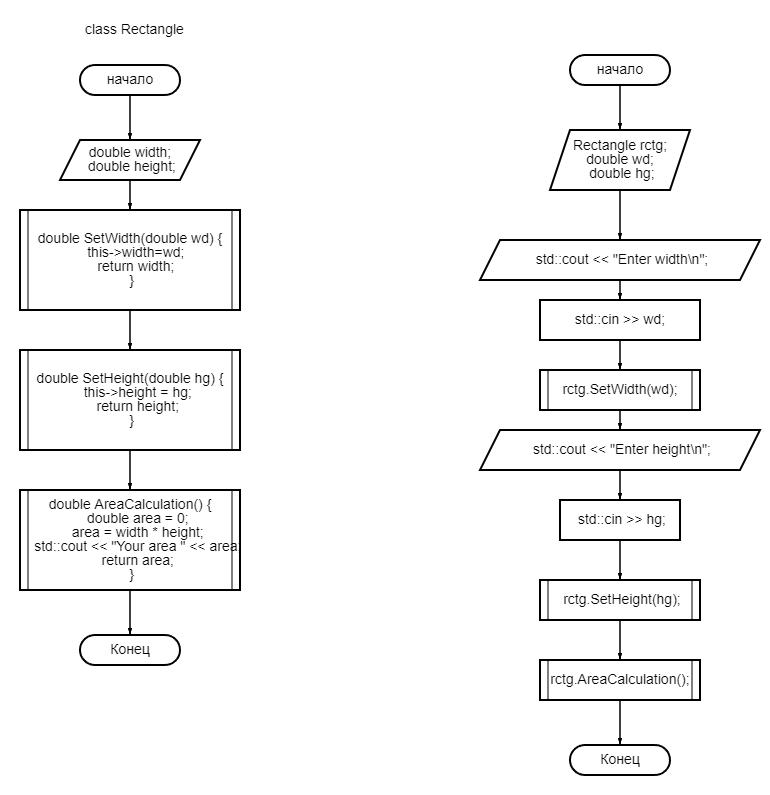 class Rectangle
начало
double width;
double height;
double SetWidth(double wd) {
this->width=wd;
return width;
}
double SetHeight(double hg) {
this->height = hg;
return height;
}
double AreaCalculation() {
double area = 0;
area = width * height;
std::cout << "Your area " << area
return area;
}
Конец
начало
Rectangle rctg;
double wd;
double hg;
std::cout << "Enter width\n";
std::cin >> wd;
rctg.SetWidth(wd);
std::cout << "Enter height\n";
std::cin >> hg;
rctg.SetHeight(hg);
rctg.AreaCalculation();
Конец